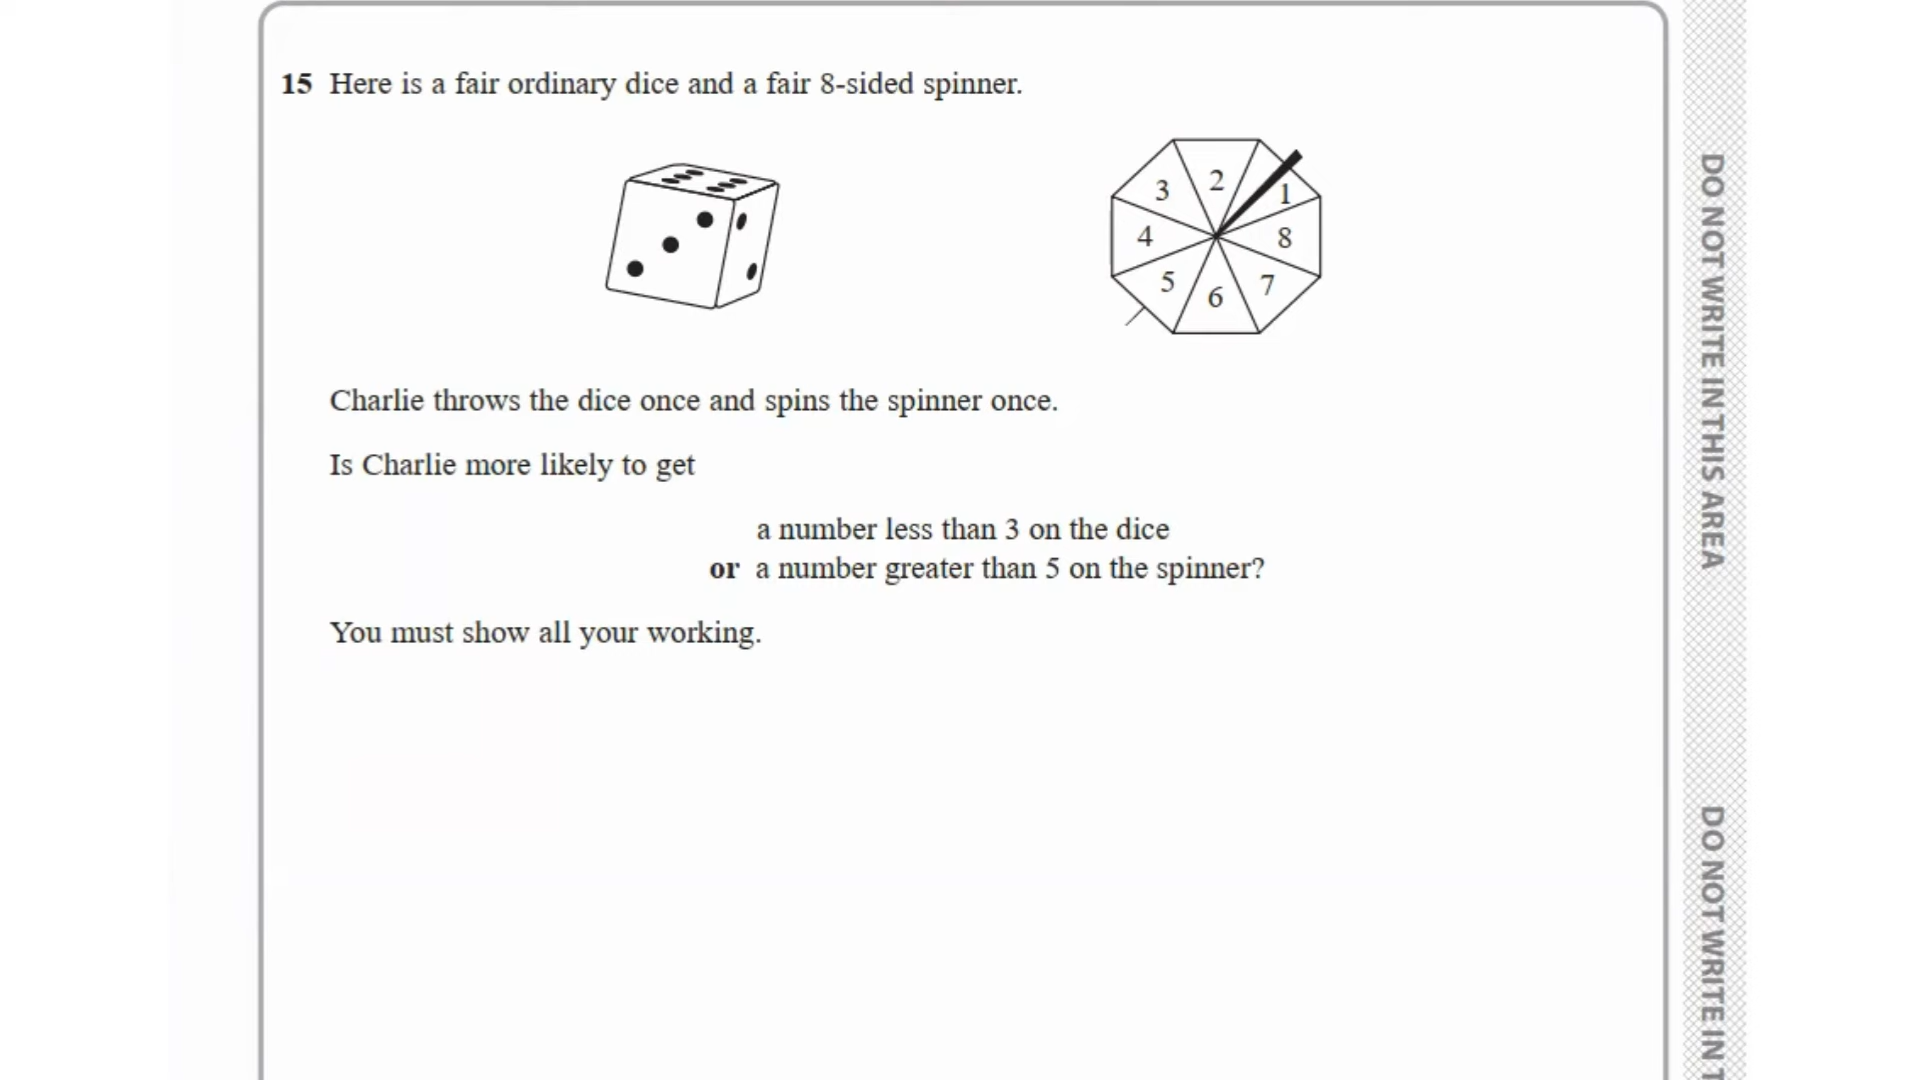 15 Here is a fair ordinary dice and a fair 8-sided spinner.
3 2 1
4 8
5 6 7
Charlie throws the dice once and spins the spinner once.
Is Charlie more likely to get
a number less than 3 on the dice
or a number greater than 5 on the spinner?
You must show all your working.
DO NOT WRITE IN THIS AREA
DO NOT WRITE IN T